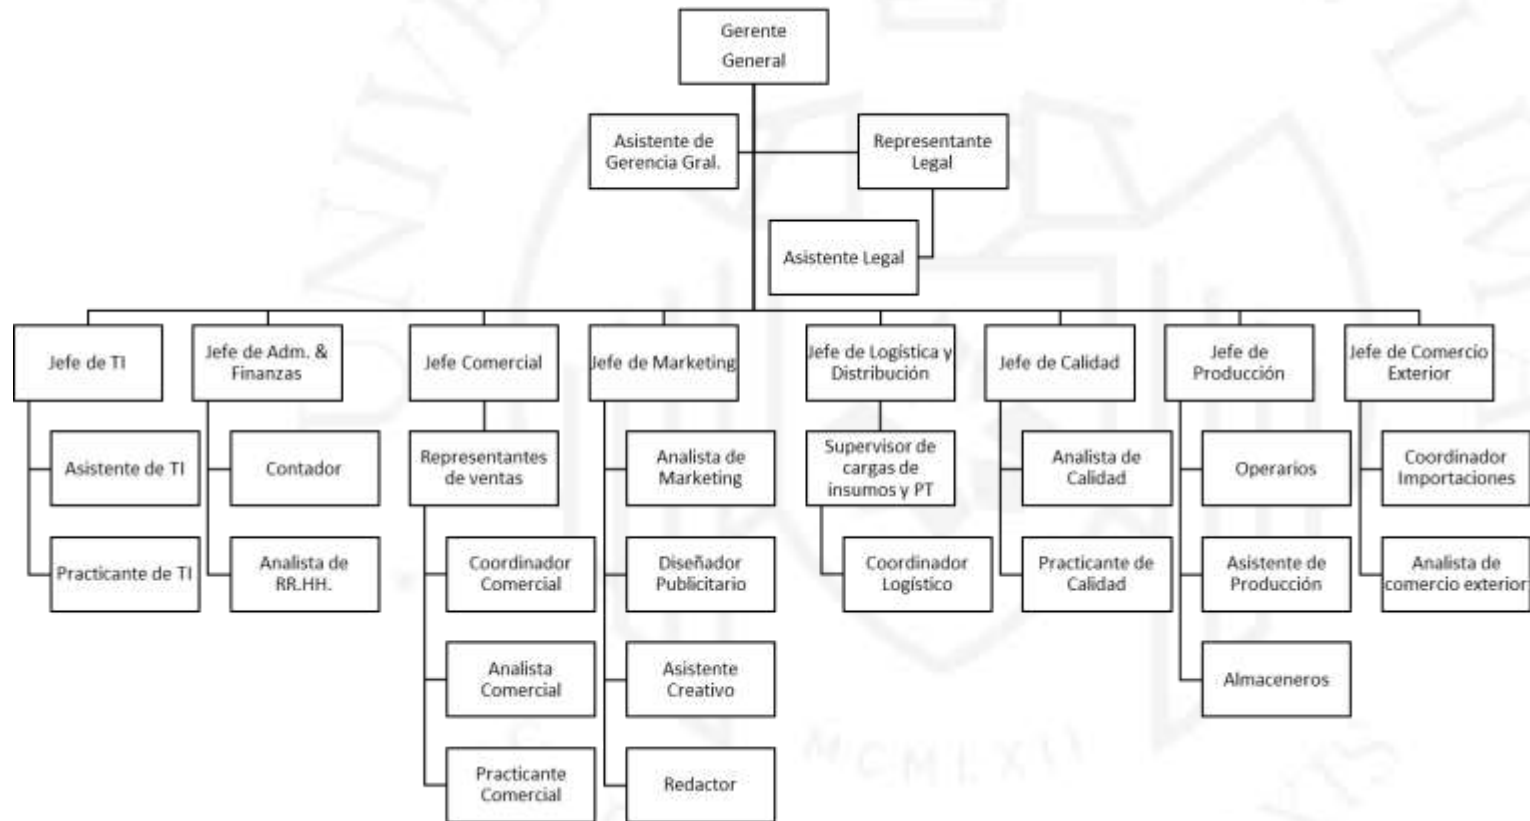 Gerente
General
Asistente de
Gerencia Gral.
Representante
Legal
Asistente Legal
Jefe de TI
Jefe de Adm. &
Finanzas
Jefe Comercial
Jefe de Marketing
Jefe de Logística y
Distribución
Jefe de Calidad
Jefe de
Producción
Jefe de Comercio
Exterior
Asistente de TI
Contador
Representantes
de ventas
Analista de
Marketing
Supervisor de
cargas de
insumos y PT
Analista de
Calidad
Operarios
Coordinador
Importaciones
Practicante de TI
Analista de
RR.HH.
Coordinador
Comercial
Diseñador
Publicitario
Coordinador
Logístico
Practicante de
Calidad
Asistente de
Producción
Analista de
comercio exterior
Analista
Comercial
Asistente
Creativo
Almaceneros
Practicante
Comercial
Redactor
MCMLXII